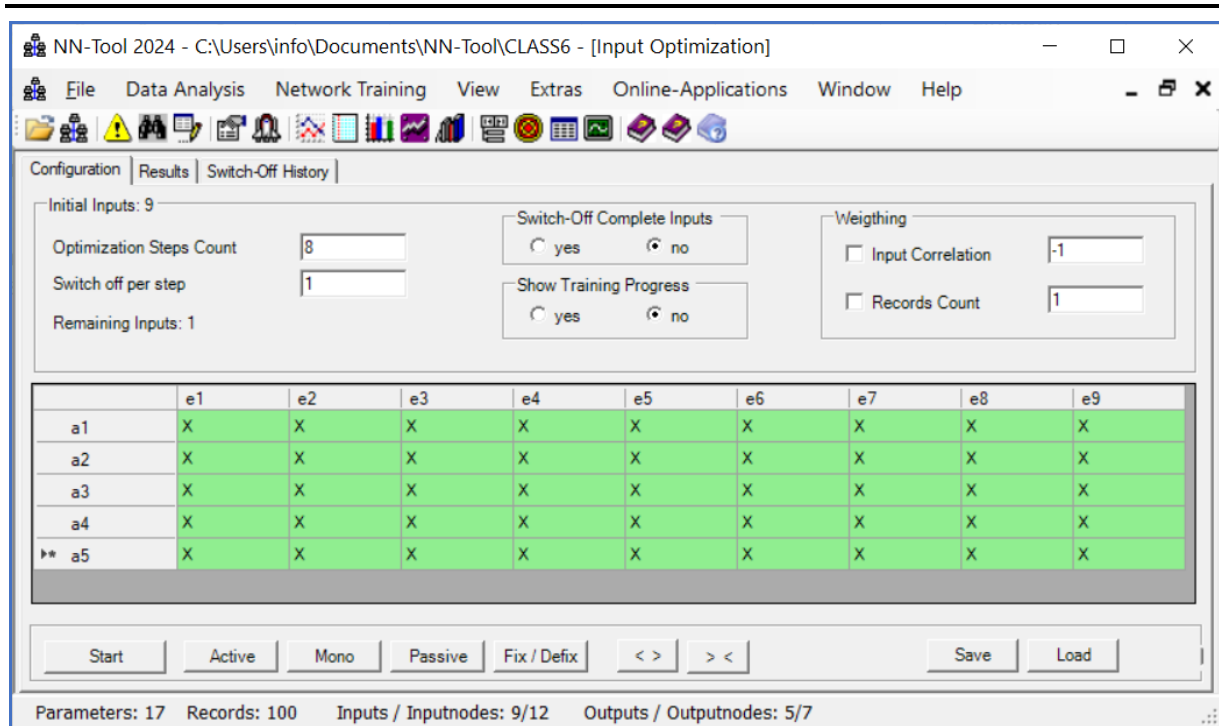 NN-Tool 2024 - C:\Users\info\Documents\NN-Tool\CLASS6 - [Input Optimization]
File Data Analysis Network Training View Extras Online-Applications Window Help
Configuration Results Switch-Off History
Initial Inputs: 9
Optimization Steps Count 8
Switch off per step 1
Remaining Inputs: 1
Switch-Off Complete Inputs
yes no
Show Training Progress
yes no
Weigthing
Input Correlation -1
Records Count 1
e1 e2 e3 e4 e5 e6 e7 e8 e9
a1 X X X X X X X X X
a2 X X X X X X X X X
a3 X X X X X X X X X
a4 X X X X X X X X X
a5 X X X X X X X X X
Start Active Mono Passive Fix / Defix < > > < Save Load
Parameters: 17 Records: 100 Inputs / Inputnodes: 9/12 Outputs / Outputnodes: 5/7